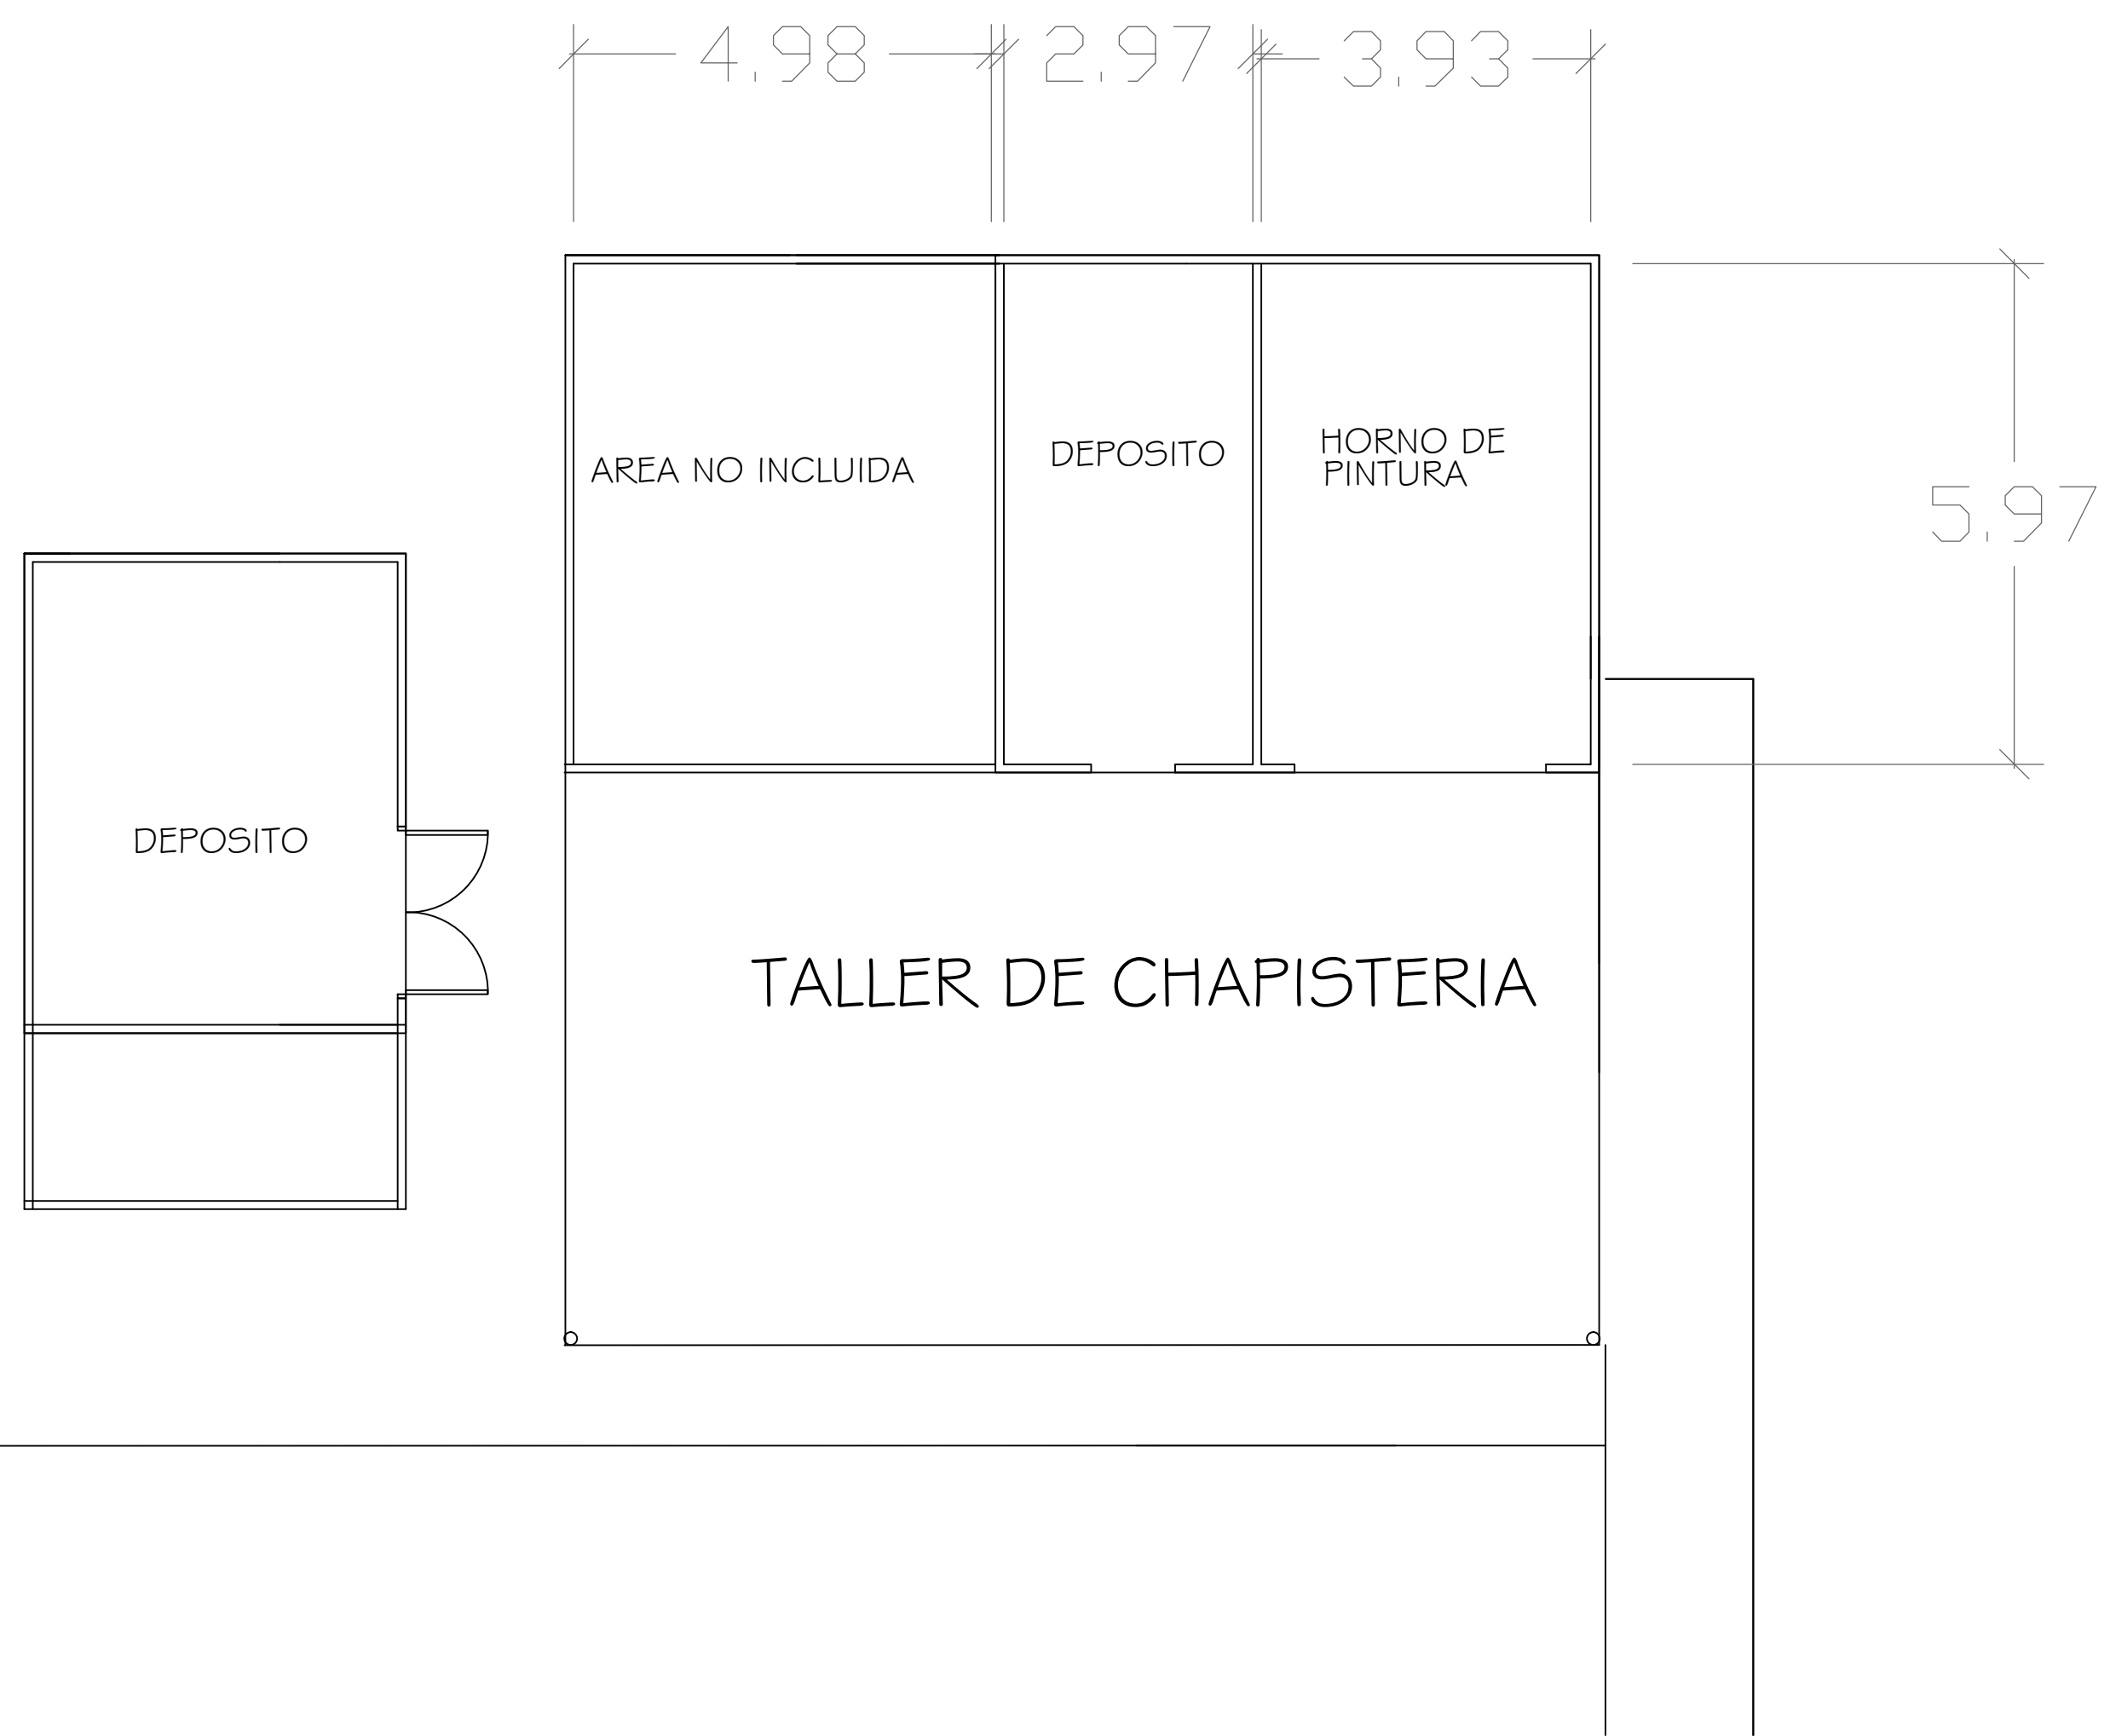 4.98
2.97
3.93
HORNO DE
PINTURA
DEPOSITO
AREA NO INCLUIDA
5.97
DEPOSITO
TALLER DE CHAPISTERIA